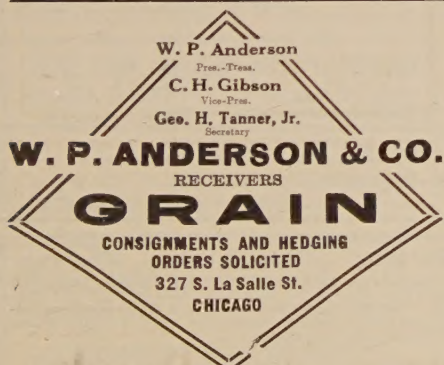 W. P. Anderson
Pres.-Treas.
C. H. Gibson
Vice-Pres.
Geo. H. Tanner, Jr.
Secretary
W. P. ANDERSON & CO.
RECEIVERS
GRAIN
CONSIGNMENTS AND HEDGING
ORDERS SOLICITED
327 S. La Salle St.
CHICAGO